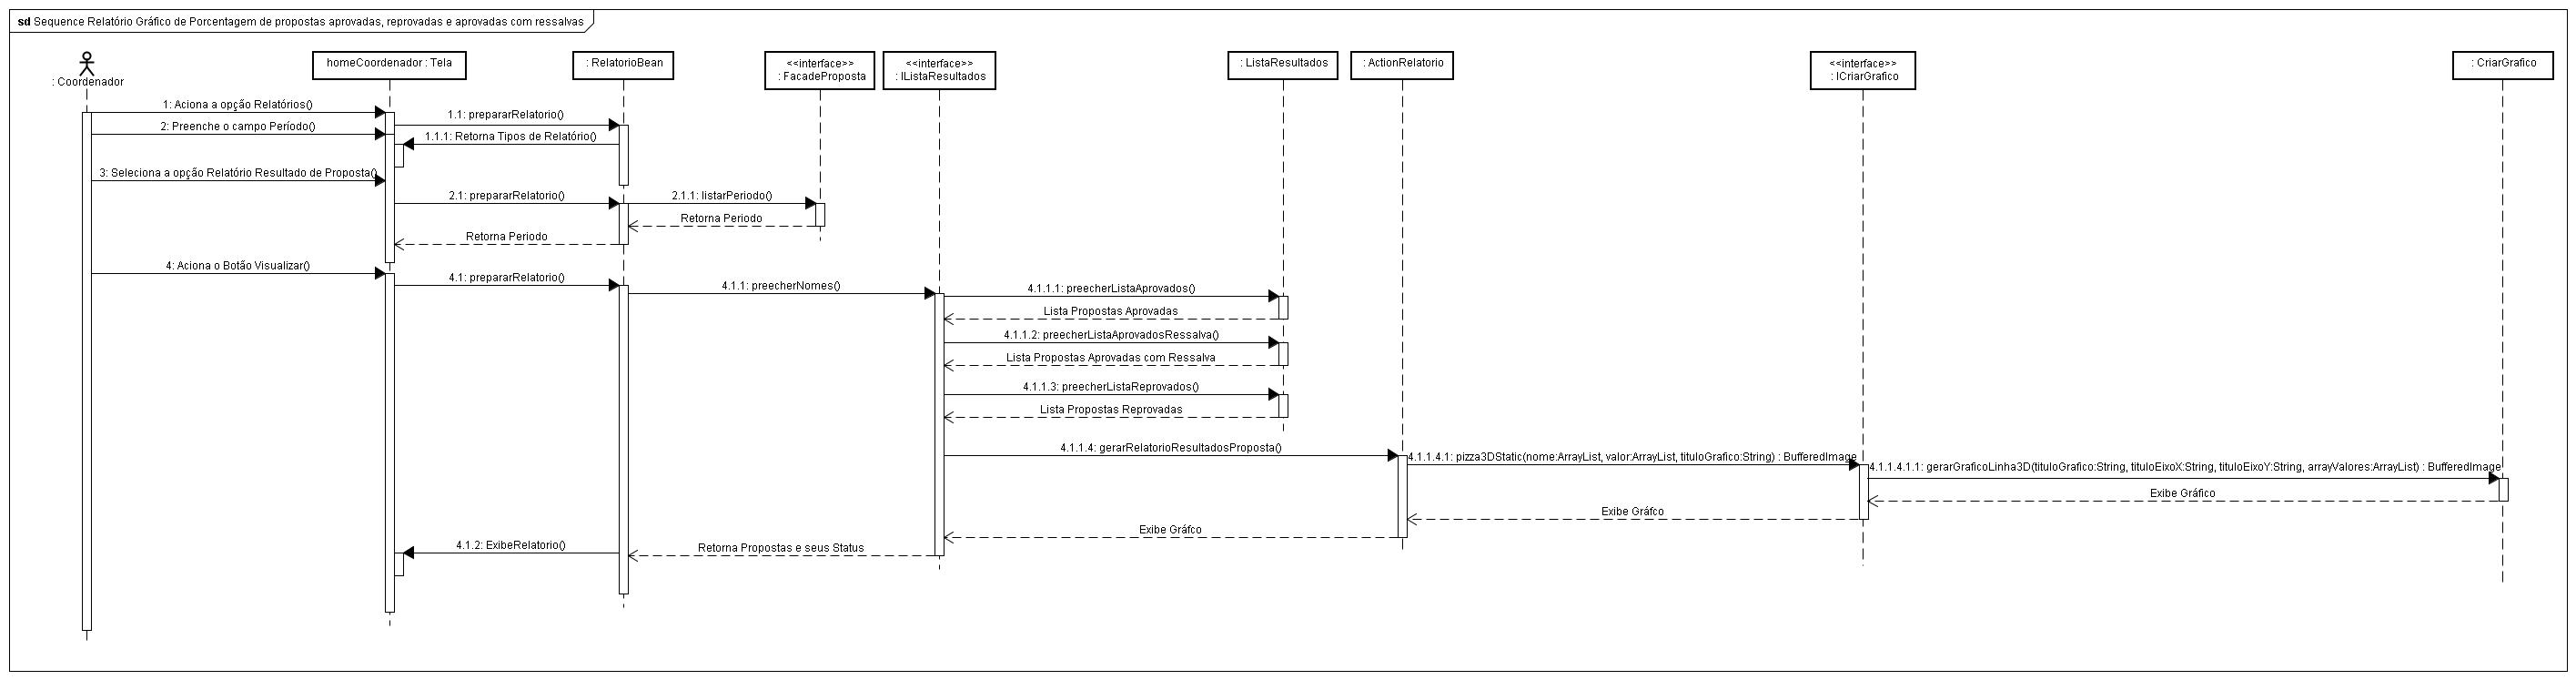 sd Sequence Relatório Gráfico de Porcentagem de propostas aprovadas, reprovadas e aprovadas com ressalvas
: Coordenador
homeCoordenador : Tela
: RelatorioBean
<<interface>>
: FacadeProposta
<<interface>>
: IListaResultados
: ListaResultados
: ActionRelatorio
<<interface>>
: ICriarGrafico
: CriarGrafico
1: Aciona a opção Relatórios()
1.1: prepararRelatorio()
2: Preenche o campo Período()
1.1.1: Retorna Tipos de Relatório()
3: Seleciona a opção Relatório Resultado de Proposta()
2.1: prepararRelatorio()
2.1.1: listarPeriodo()
Retorna Periodo
Retorna Periodo
4: Aciona o Botão Visualizar()
4.1: prepararRelatorio()
4.1.1: preecherNomes()
4.1.1.1: preecherListaAprovados()
Lista Propostas Aprovadas
4.1.1.2: preecherListaAprovadosRessalva()
Lista Propostas Aprovadas com Ressalva
4.1.1.3: preecherListaReprovados()
Lista Propostas Reprovadas
4.1.1.4: gerarRelatorioResultadosProposta()
4.1.1.4.1: pizza3DStatic(nome:ArrayList, valor:ArrayList, tituloGrafico:String) : BufferedImage
4.1.1.4.1.1: gerarGraficoLinha3D(tituloGrafico:String, tituloEixoX:String, tituloEixoY:String, arrayValores:ArrayList) : BufferedImage
Exibe Gráfico
Exibe Gráfco
Exibe Gráfco
Retorna Propostas e seus Status
4.1.2: ExibeRelatorio()